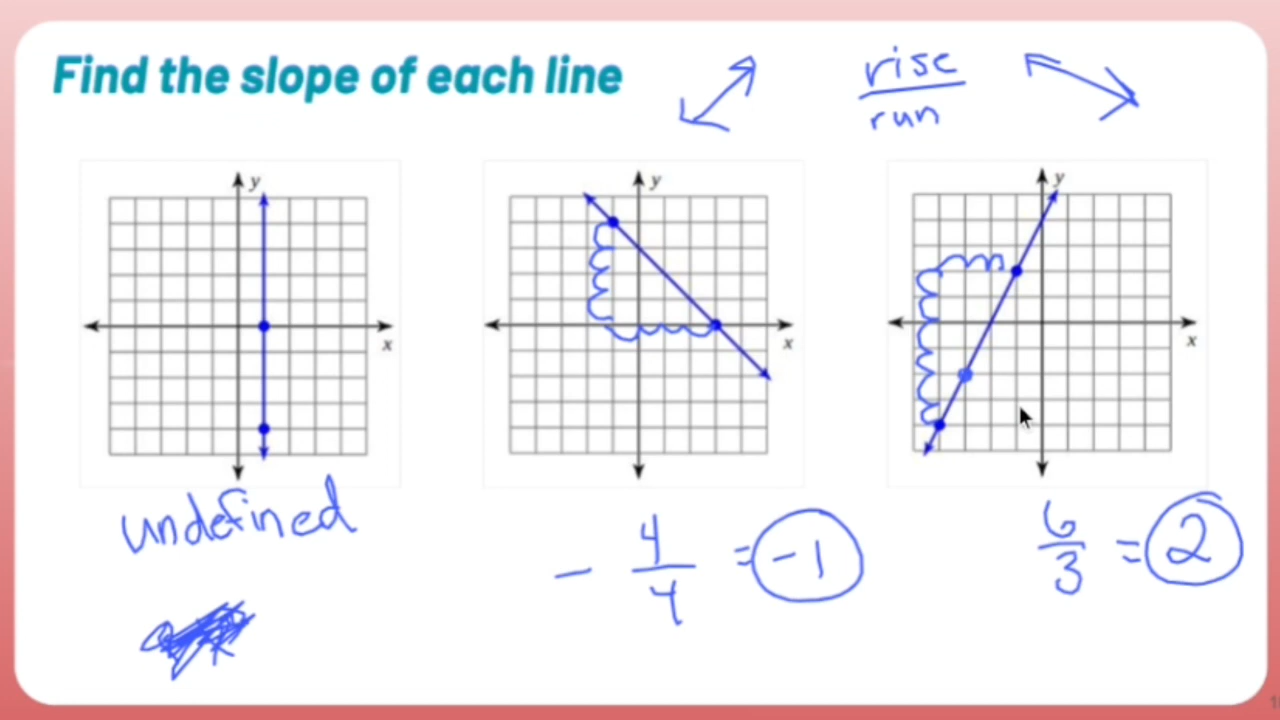 Find the slope of each line
rise
run
y
x
y
x
y
x
undefined
- 4/4 = -1
6/3 = 2